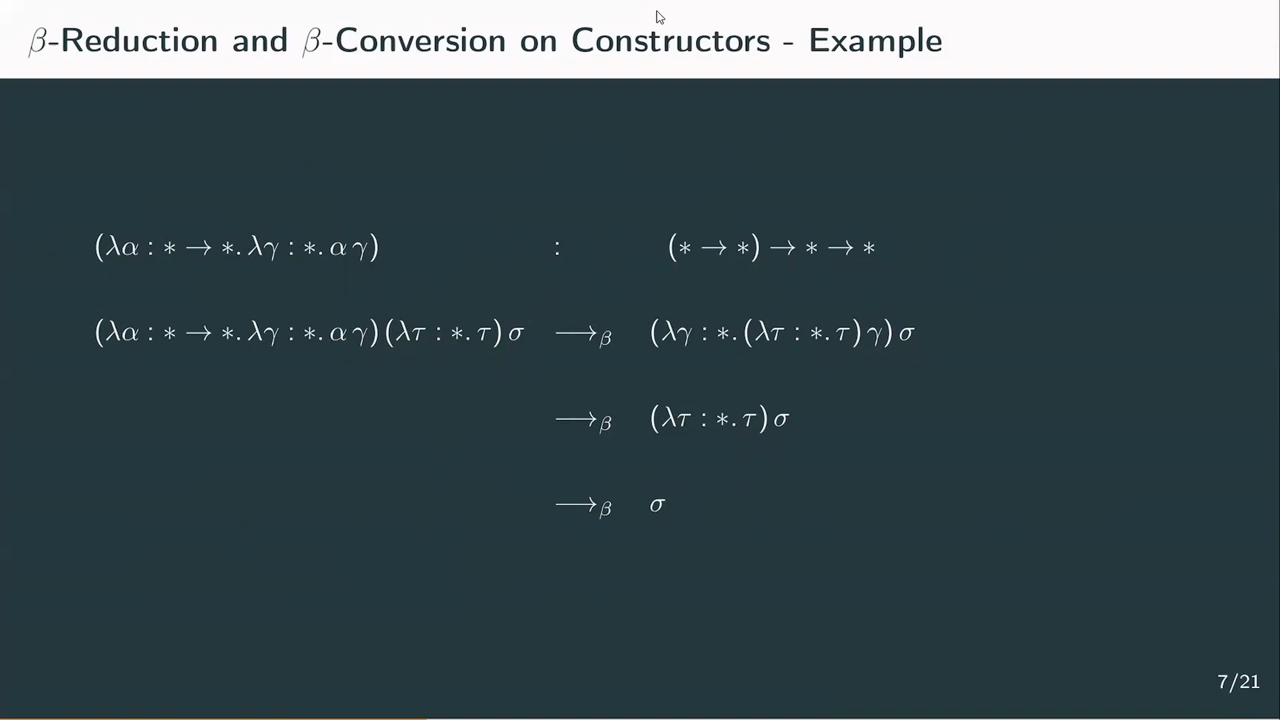 β-Reduction and β-Conversion on Constructors - Example
(λα : ∗ → ∗. λγ : ∗. α γ) : (∗ → ∗) → ∗ → ∗
(λα : ∗ → ∗. λγ : ∗. α γ) (λτ : ∗. τ) σ ⟶β (λγ : ∗. (λτ : ∗. τ) γ) σ
⟶β (λτ : ∗. τ) σ
⟶β σ
7/21